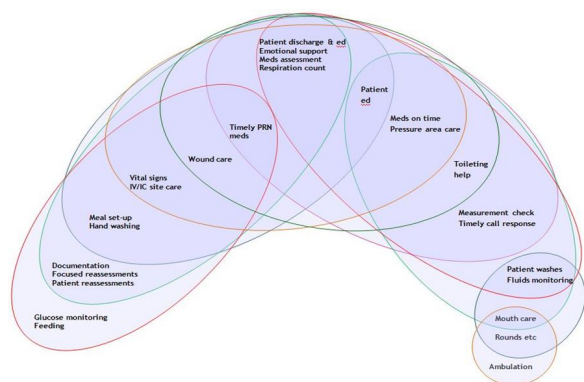 Patient discharge & ed
Emotional support
Meds assessment
Respiration count
Patient
ed
Meds on time
Pressure area care
Timely PRN
meds
Wound care
Toileting
help
Vital signs
IV/IC site care
Meal set-up
Hand washing
Measurement check
Timely call response
Documentation
Focused reassessments
Patient reassessments
Patient washes
Fluids monitoring
Glucose monitoring
Feeding
Mouth care
Rounds etc
Ambulation